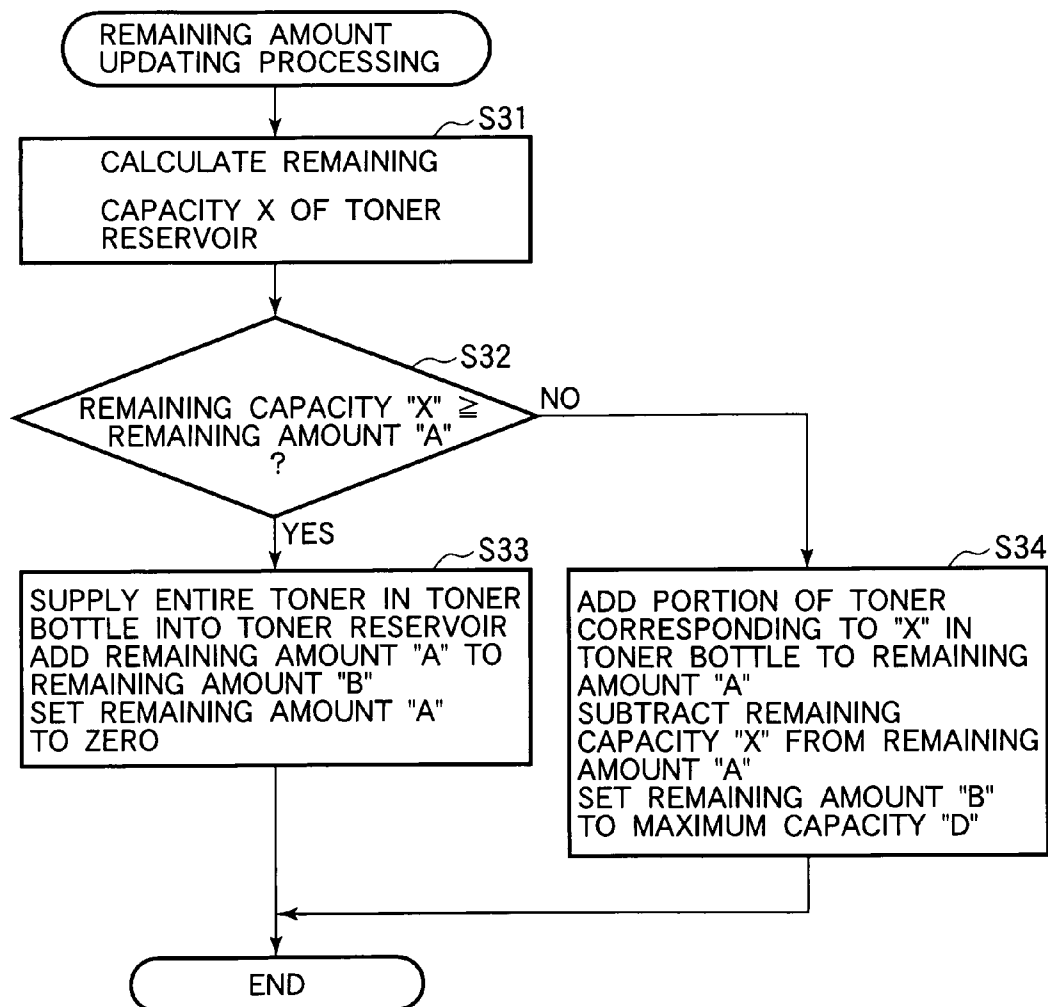 REMAINING AMOUNT
UPDATING PROCESSING
S31
CALCULATE REMAINING
CAPACITY X OF TONER
RESERVOIR
S32
REMAINING CAPACITY "X" ≧
REMAINING AMOUNT "A"
?
NO
YES
S33
SUPPLY ENTIRE TONER IN TONER
BOTTLE INTO TONER RESERVOIR
ADD REMAINING AMOUNT "A" TO
REMAINING AMOUNT "B"
SET REMAINING AMOUNT "A"
TO ZERO
S34
ADD PORTION OF TONER
CORRESPONDING TO "X" IN
TONER BOTTLE TO REMAINING
AMOUNT "A"
SUBTRACT REMAINING
CAPACITY "X" FROM REMAINING
AMOUNT "A"
SET REMAINING AMOUNT "B"
TO MAXIMUM CAPACITY "D"
END